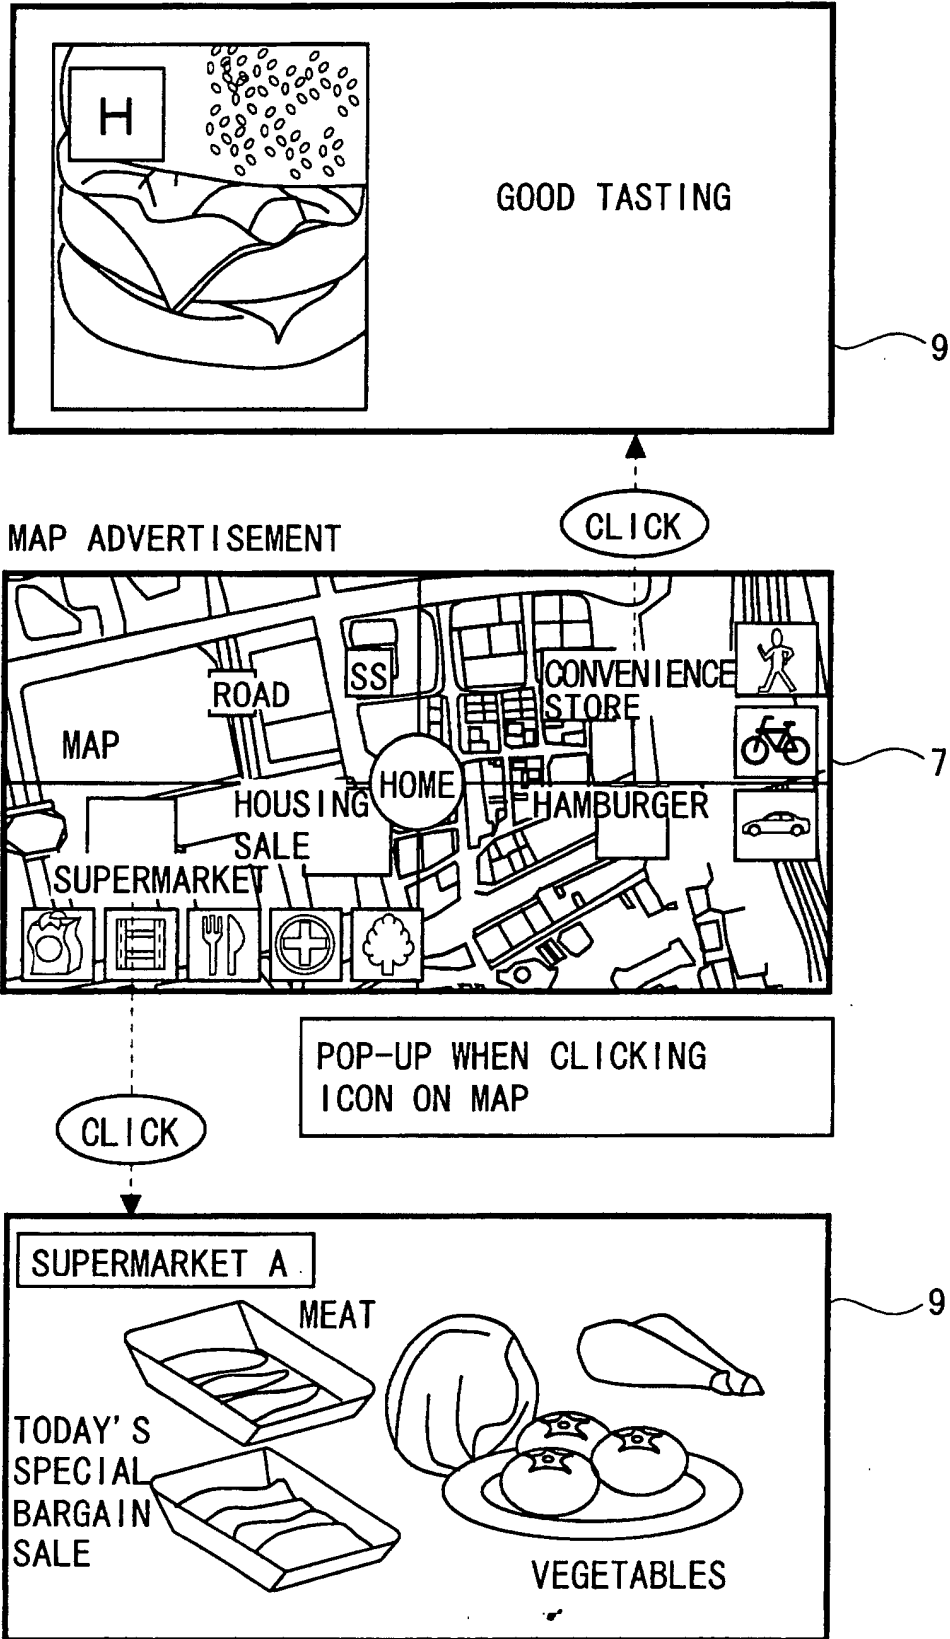 H
GOOD TASTING
9
CLICK
MAP ADVERTISEMENT
SS
CONVENIENCE
STORE
ROAD
MAP
HOME
7
HOUSING
SALE
HAMBURGER
SUPERMARKET
POP-UP WHEN CLICKING
ICON ON MAP
CLICK
SUPERMARKET A
9
MEAT
TODAY'S
SPECIAL
BARGAIN
SALE
VEGETABLES